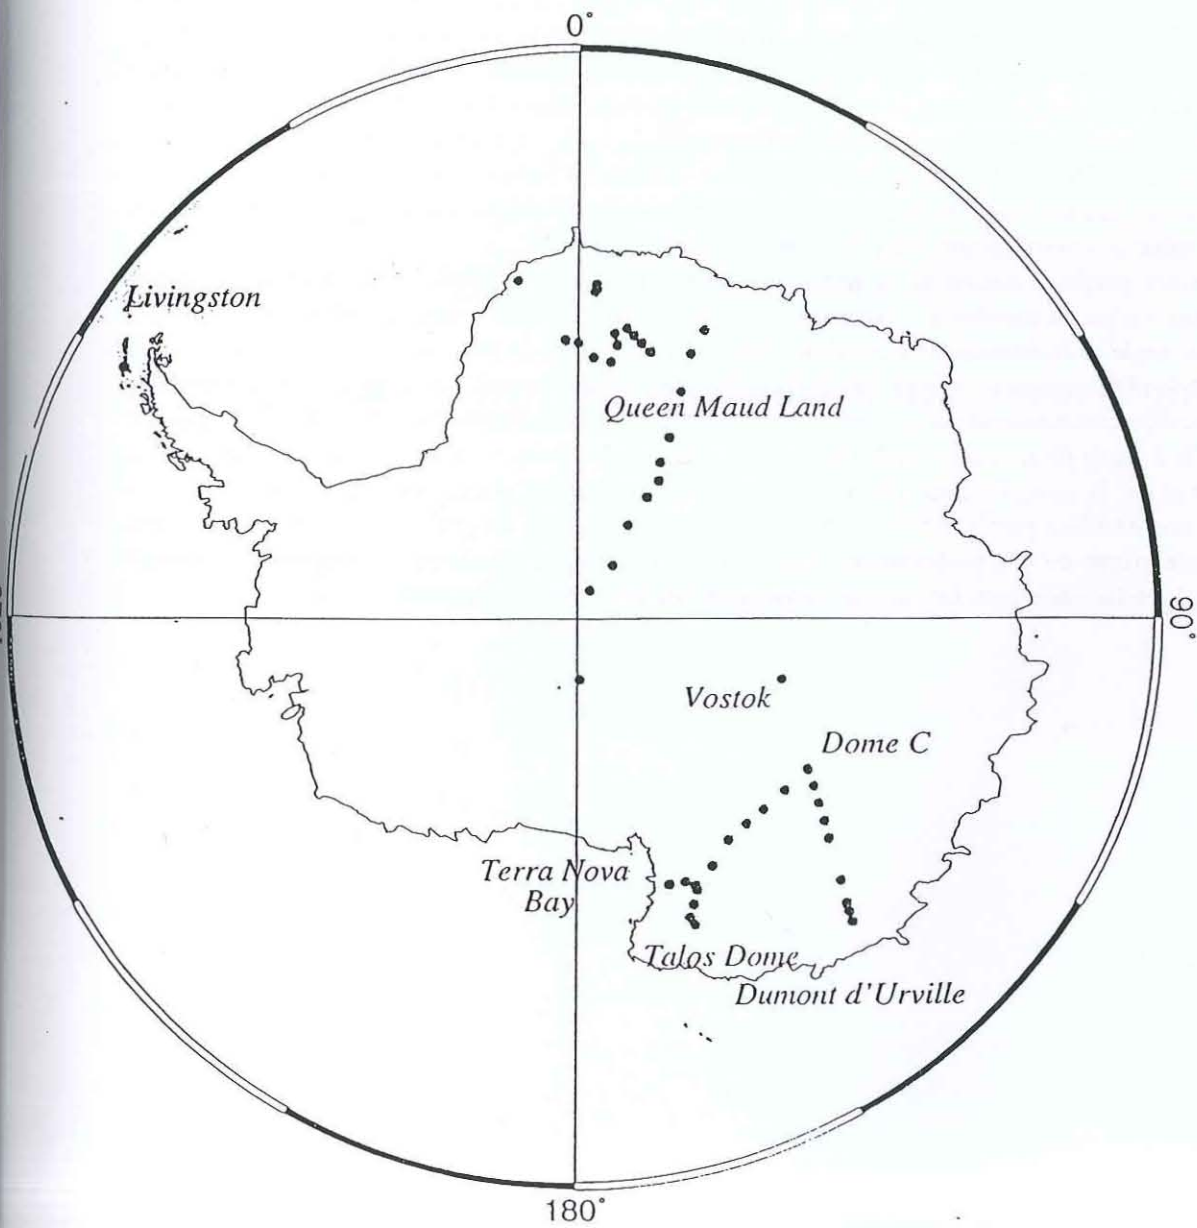 0°
Livingston
Queen Maud Land
90°
Vostok
Dome C
Terra Nova
Bay
Talos Dome
Dumont d'Urville
180°